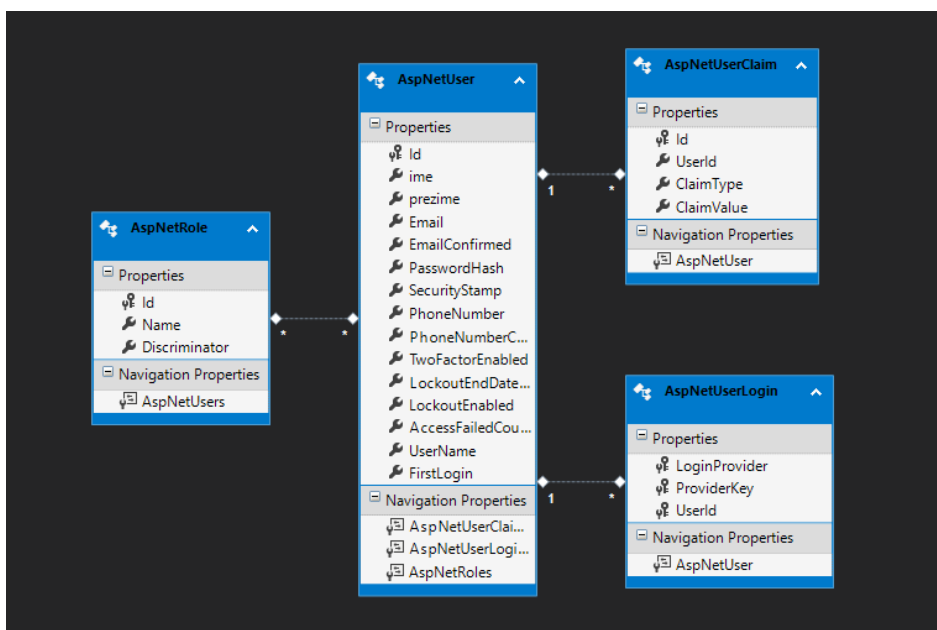 AspNetRole
Properties
Id
Name
Discriminator
Navigation Properties
AspNetUsers
*
*
AspNetUser
Properties
Id
ime
prezime
Email
EmailConfirmed
PasswordHash
SecurityStamp
PhoneNumber
PhoneNumberC...
TwoFactorEnabled
LockoutEndDate...
LockoutEnabled
AccessFailedCou...
UserName
FirstLogin
Navigation Properties
AspNetUserClai...
AspNetUserLogi...
AspNetRoles
1
*
AspNetUserClaim
Properties
Id
UserId
ClaimType
ClaimValue
Navigation Properties
AspNetUser
1
*
AspNetUserLogin
Properties
LoginProvider
ProviderKey
UserId
Navigation Properties
AspNetUser